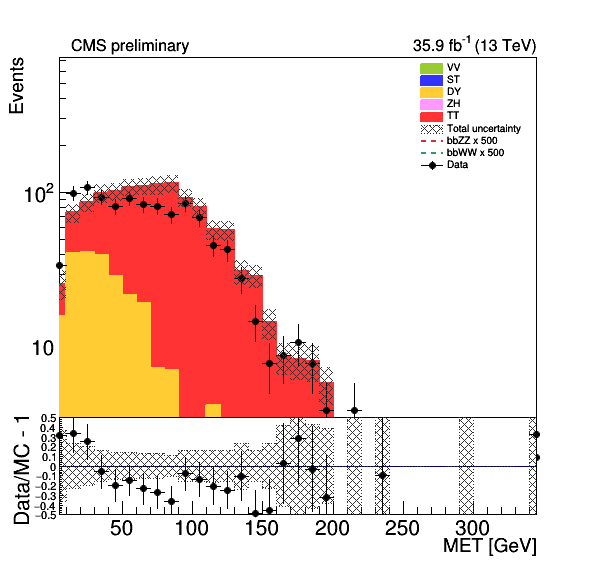 CMS preliminary
35.9 fb-1 (13 TeV)
Events
10²
10
VV
ST
DY
ZH
TT
Total uncertainty
bbZZ x 500
bbWW x 500
Data
Data/MC - 1
0.5
0.4
0.3
0.2
0.1
0
−0.1
−0.2
−0.3
−0.4
−0.5
50 100 150 200 250 300
MET [GeV]